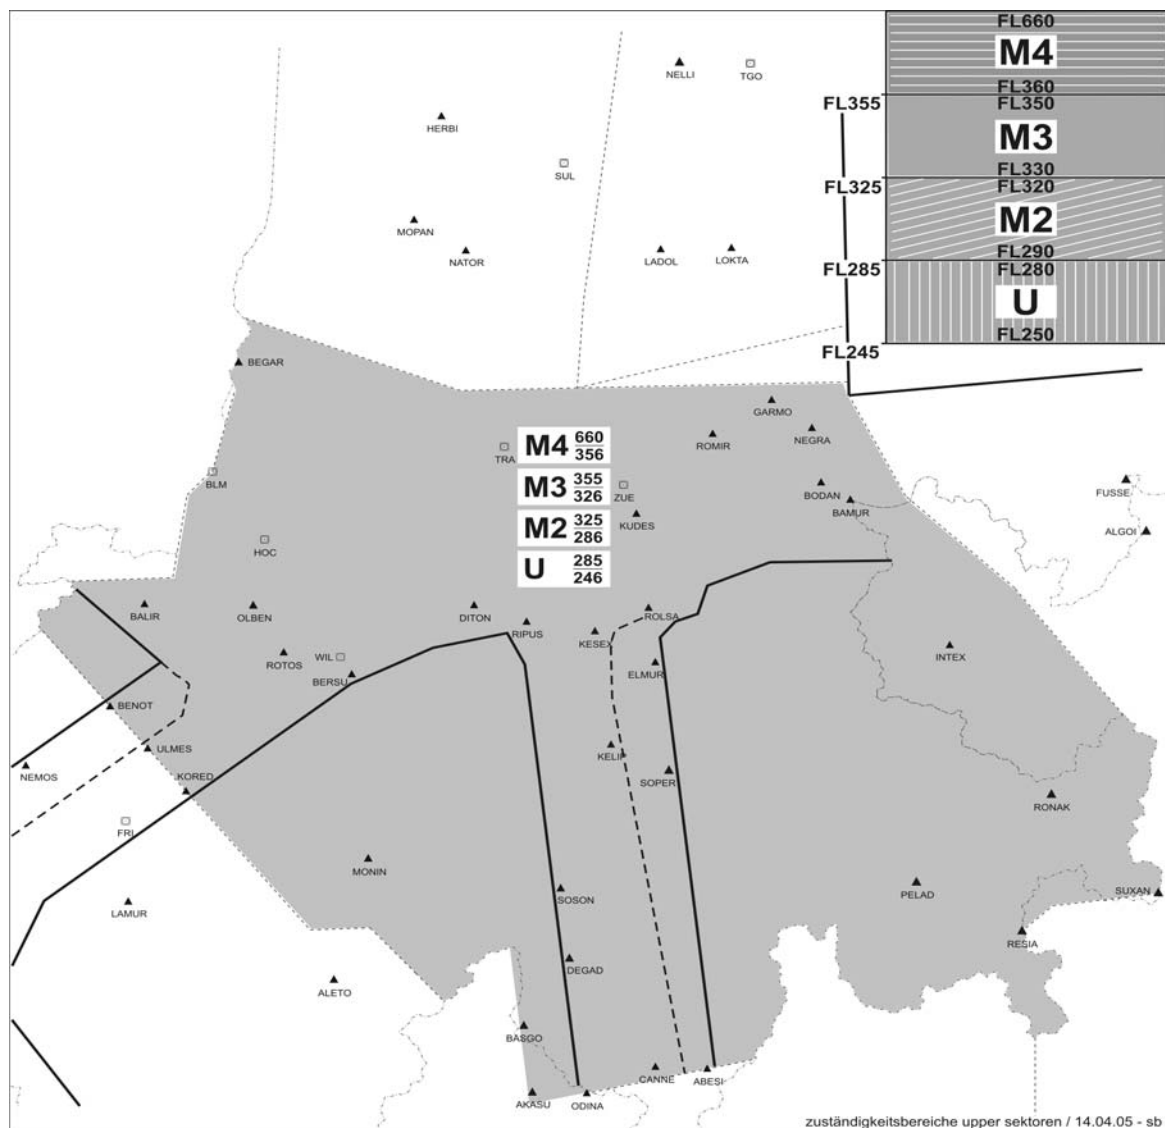 FL660
M4
FL360
FL355
FL350
M3
FL330
FL325
FL320
M2
FL290
FL285
FL280
U
FL250
FL245
NELLI
TGO
HERBI
SUL
MOPAN
NATOR
LADOL
LOKTA
BEGAR
GARMO
ROMIR
NEGRA
TRA
M4 660
356
M3 355
326
M2 325
286
U 285
246
BLM
ZUE
KUDES
BODAN
BAMUR
FUSSE
ALGOI
HOC
BALIR
OLBEN
DITON
RIPUS
KESEX
ROLSA
ROTOS
WIL
BERSU
ELMUR
INTEX
BENOT
ULMES
KORED
NEMOS
KELIP
SOPER
RONAK
FRI
MONIN
LAMUR
SOSON
PELAD
SUXAN
RESIA
DEGAD
ALETO
BASGO
CANNE
ABESI
AKASU
ODINA
zuständigkeitsbereiche upper sektoren / 14.04.05 - sb